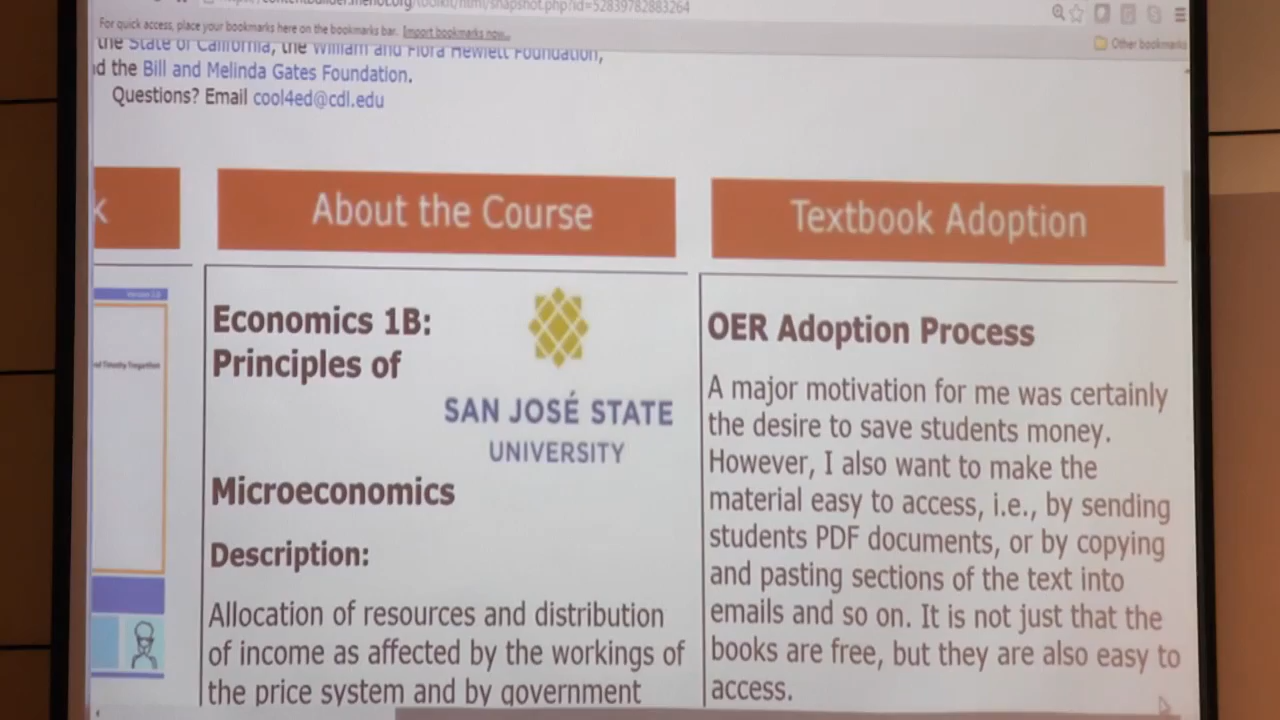 For quick access, place your bookmarks here on the bookmarks bar. Import bookmarks now...
Other bookmarks
the State of California, the William and Flora Hewlett Foundation,
d the Bill and Melinda Gates Foundation.
Questions? Email cool4ed@cdl.edu
k
About the Course
Textbook Adoption
Economics 1B:
Principles of
SAN JOSÉ STATE
UNIVERSITY
Microeconomics
Description:
Allocation of resources and distribution
of income as affected by the workings of
the price system and by government
OER Adoption Process
A major motivation for me was certainly
the desire to save students money.
However, I also want to make the
material easy to access, i.e., by sending
students PDF documents, or by copying
and pasting sections of the text into
emails and so on. It is not just that the
books are free, but they are also easy to
access.